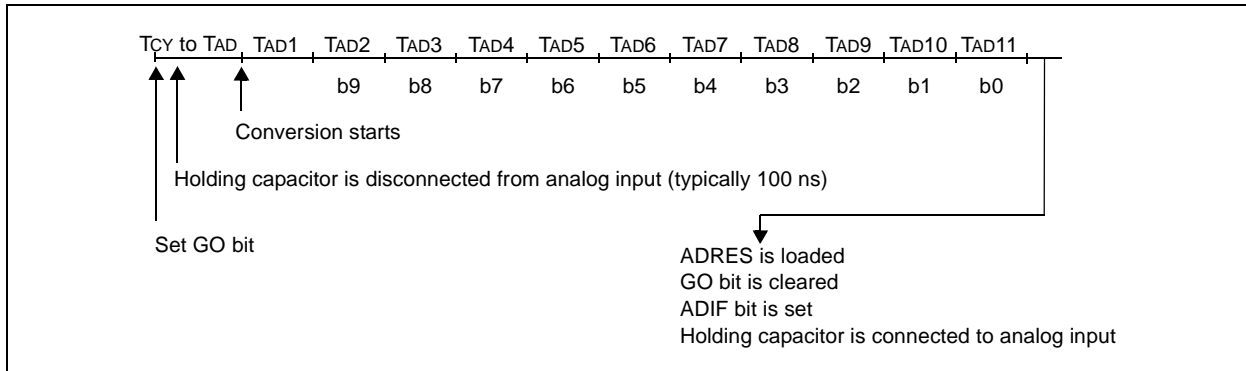 TCY to TAD TAD1 TAD2 TAD3 TAD4 TAD5 TAD6 TAD7 TAD8 TAD9 TAD10 TAD11
b9 b8 b7 b6 b5 b4 b3 b2 b1 b0
Conversion starts
Holding capacitor is disconnected from analog input (typically 100 ns)
Set GO bit
ADRES is loaded
GO bit is cleared
ADIF bit is set
Holding capacitor is connected to analog input